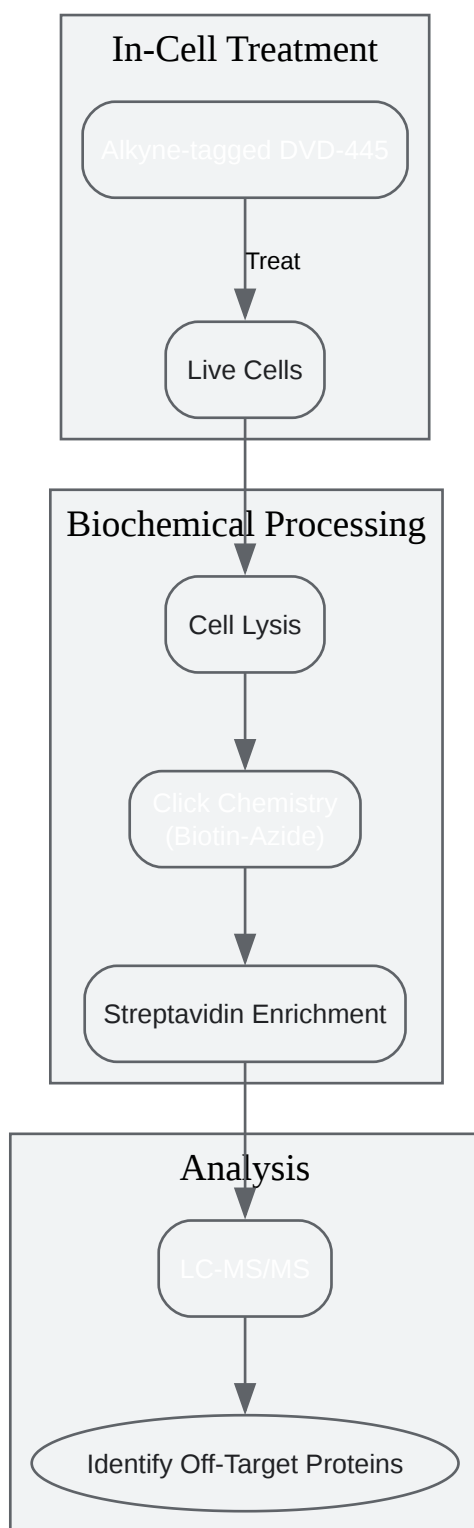 In-Cell Treatment
Alkyne-tagged DVD-445
Treat
Live Cells
Biochemical Processing
Cell Lysis
Click Chemistry
(Biotin-Azide)
Streptavidin Enrichment
Analysis
LC-MS/MS
Identify Off-Target Proteins